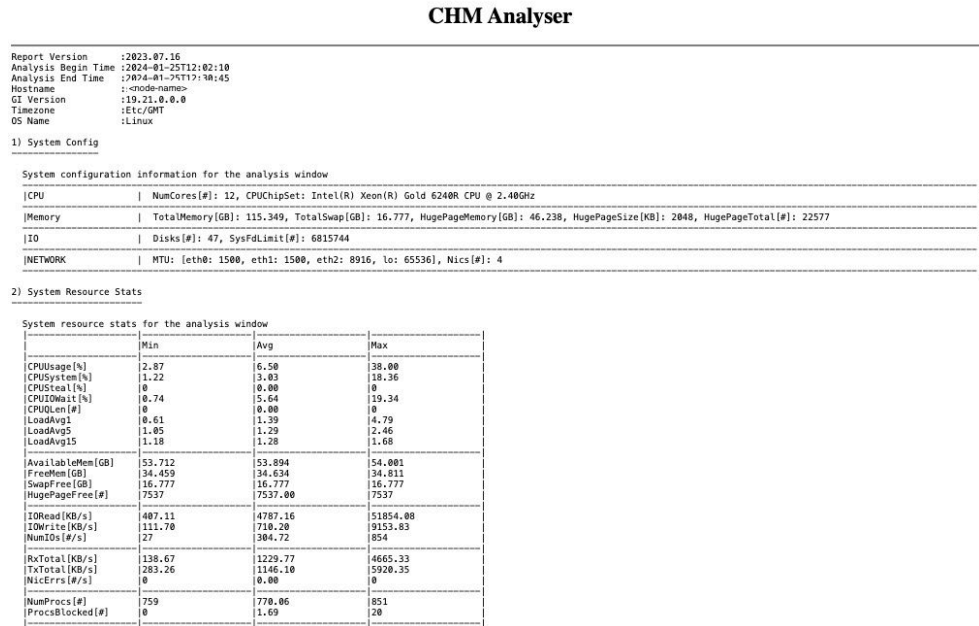 CHM Analyser
Report Version :2023.07.16
Analysis Begin Time :2024-01-25T12:02:10
Analysis End Time :2024-01-25T12:30:45
Hostname :<node-name>
GI Version :19.21.0.0.0
Timezone :Etc/GMT
OS Name :Linux
1) System Config
System configuration information for the analysis window
|CPU | NumCores[#]: 12, CPUChipSet: Intel(R) Xeon(R) Gold 6240R CPU @ 2.40GHz
|Memory | TotalMemory[GB]: 115.349, TotalSwap[GB]: 16.777, HugePageMemory[GB]: 46.238, HugePageSize[KB]: 2048, HugePageTotal[#]: 22577
|IO | Disks[#]: 47, SysFdLimit[#]: 6815744
|NETWORK | MTU: [eth0: 1500, eth1: 1500, eth2: 8916, lo: 65536], Nics[#]: 4
2) System Resource Stats
System resource stats for the analysis window
| |Min |Avg |Max |
|CPUUsage[%] |2.87 |6.50 |38.00 |
|CPUSystem[%] |1.22 |3.03 |18.36 |
|CPUSteal[%] |0 |0.00 |0 |
|CPUIOWait[%] |0.74 |5.64 |19.34 |
|CPUQLen[#] |0 |0.00 |0 |
|LoadAvg1 |0.61 |1.39 |4.79 |
|LoadAvg5 |1.05 |1.29 |2.46 |
|LoadAvg15 |1.18 |1.28 |1.68 |
|AvailableMem[GB] |53.712 |53.894 |54.001 |
|FreeMem[GB] |34.459 |34.634 |34.811 |
|SwapFree[GB] |16.777 |16.777 |16.777 |
|HugePageFree[#] |7537 |7537.00 |7537 |
|IORead[KB/s] |407.11 |4787.16 |51854.08 |
|IOWrite[KB/s] |111.70 |710.20 |9153.83 |
|NumIOs[#/s] |27 |304.72 |854 |
|RxTotal[KB/s] |138.67 |1229.77 |4665.33 |
|TxTotal[KB/s] |283.26 |1146.10 |5920.35 |
|NicErrs[#/s] |0 |0.00 |0 |
|NumProcs[#] |759 |770.06 |851 |
|ProcsBlocked[#] |0 |1.69 |20 |